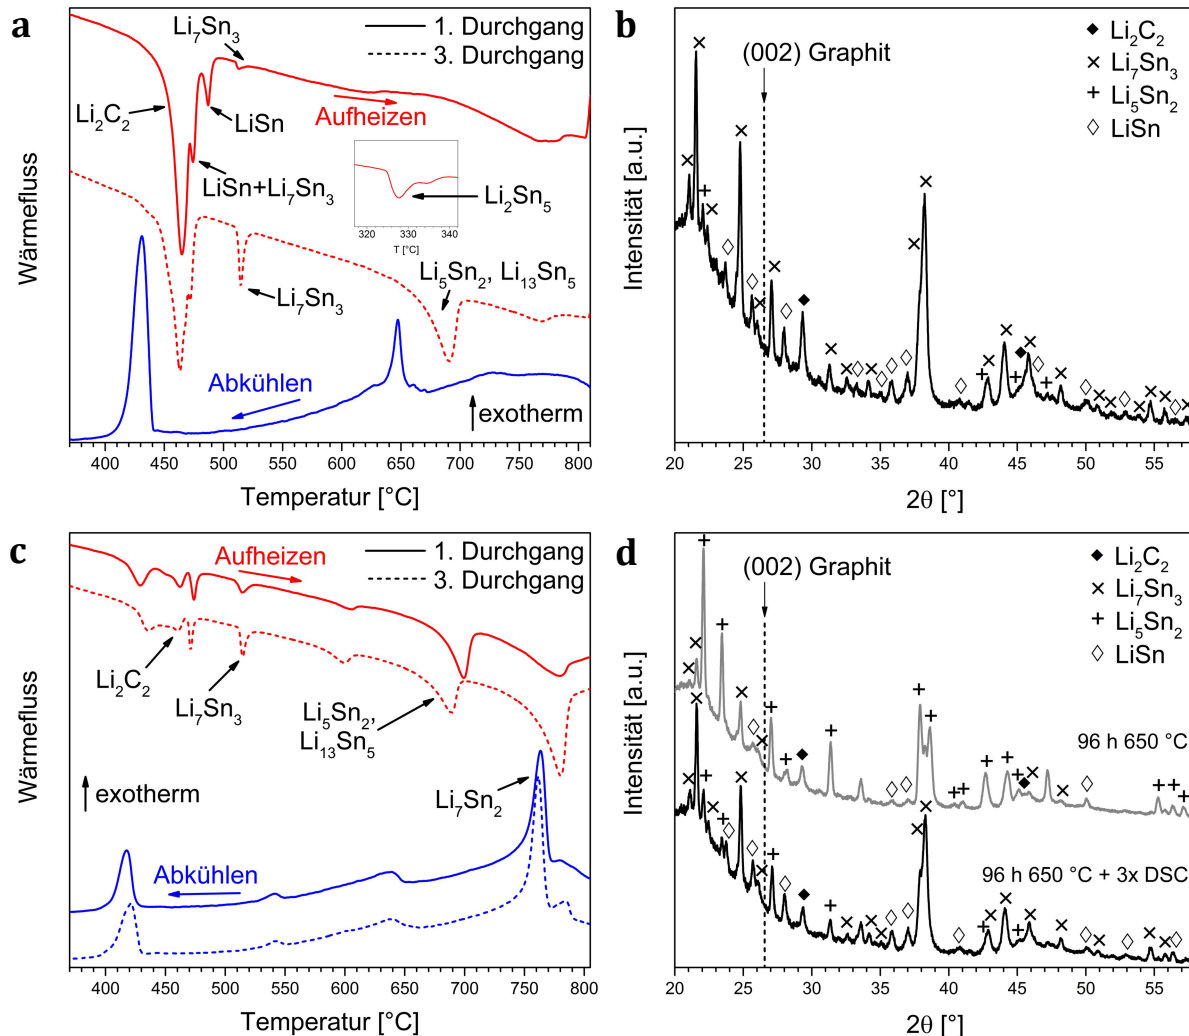 a
Li₇Sn₃
1. Durchgang
3. Durchgang
Li₂C₂
LiSn
Aufheizen
LiSn+Li₇Sn₃
Li₂Sn₅
320 330 340
T [°C]
Li₅Sn₂, Li₁₃Sn₅
Li₇Sn₃
Abkühlen
exotherm
Wärmefluss
400 450 500 550 600 650 700 750 800
Temperatur [°C]
b
(002) Graphit
Li₂C₂
Li₇Sn₃
Li₅Sn₂
LiSn
Intensität [a.u.]
20 25 30 35 40 45 50 55
2θ [°]
c
Aufheizen
1. Durchgang
3. Durchgang
Li₂C₂
Li₇Sn₃
Li₅Sn₂,
Li₁₃Sn₅
exotherm
Li₇Sn₂
Abkühlen
Wärmefluss
400 450 500 550 600 650 700 750 800
Temperatur [°C]
d
(002) Graphit
Li₂C₂
Li₇Sn₃
Li₅Sn₂
LiSn
96 h 650 °C
96 h 650 °C + 3x DSC
Intensität [a.u.]
20 25 30 35 40 45 50 55
2θ [°]